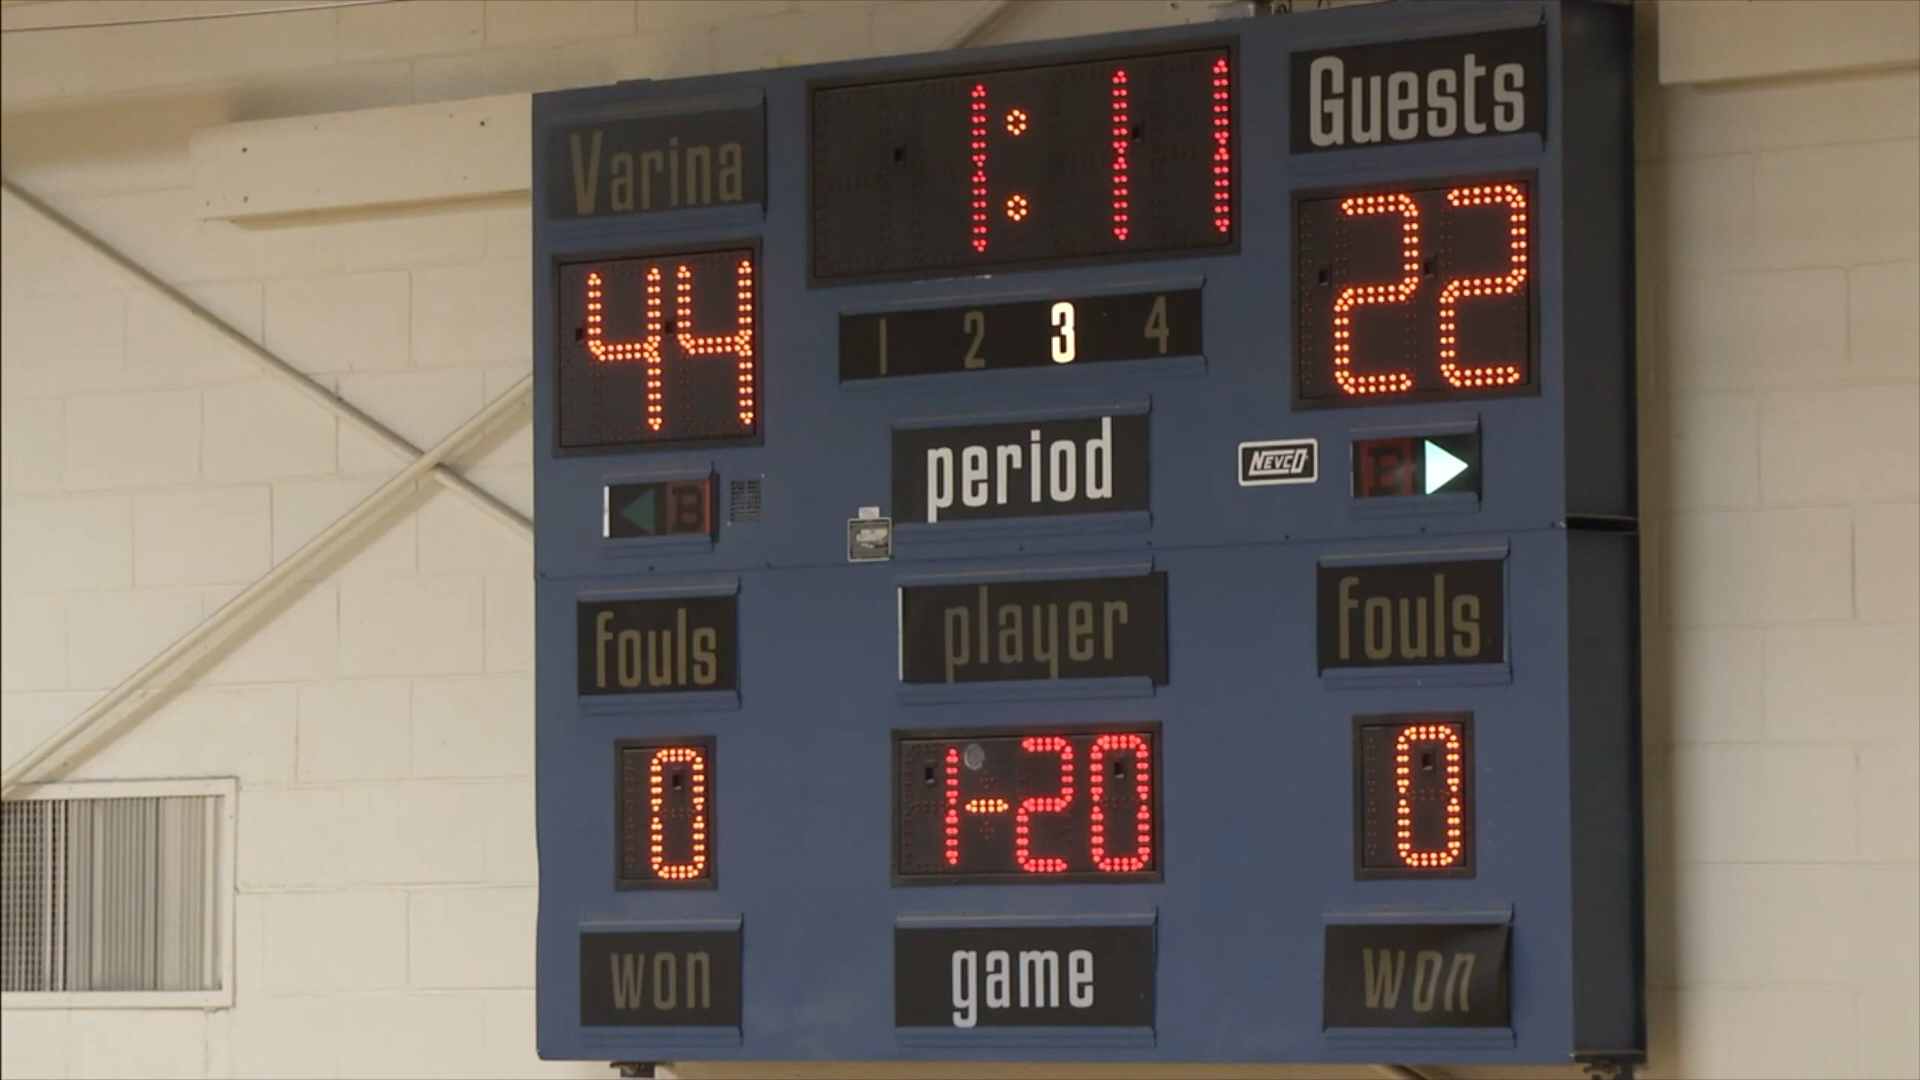 Varina 1:11 Guests
44 22
1 2 3 4
period NEVCO
B B
fouls player fouls
0 1-20 0
won game won